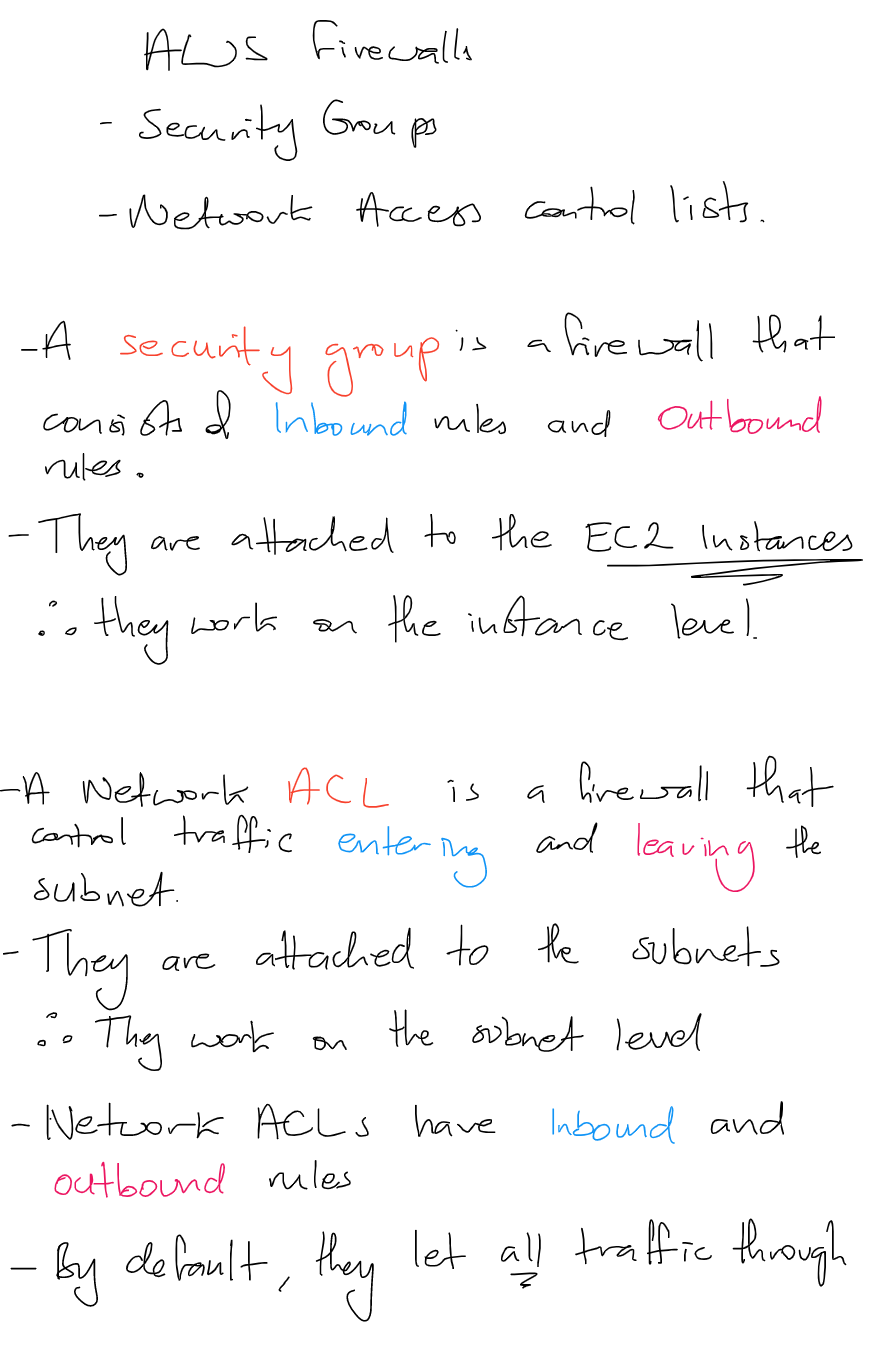 AWS Firewalls
- Security Groups
- Network Access control lists.
- A security group is a firewall that
consists of Inbound rules and Outbound
rules.
- They are attached to the EC2 Instances
∴ they work on the instance level.
- A Network ACL is a firewall that
control traffic entering and leaving the
subnet.
- They are attached to the subnets
∴ They work on the subnet level
- Network ACLs have Inbound and
outbound rules
- By default, they let all traffic through